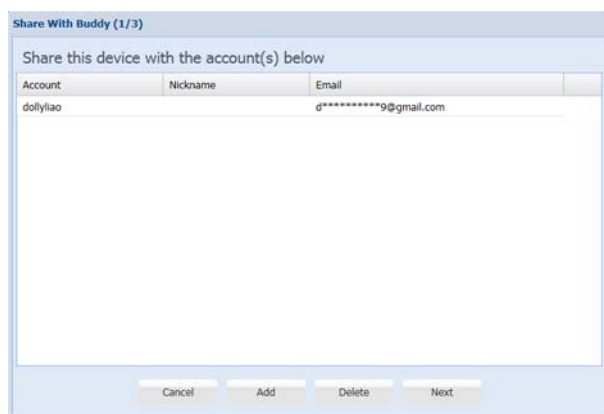 Share With Buddy (1/3)
Share this device with the account(s) below
Account Nickname Email
dollyliao d**********9@gmail.com
Cancel Add Delete Next